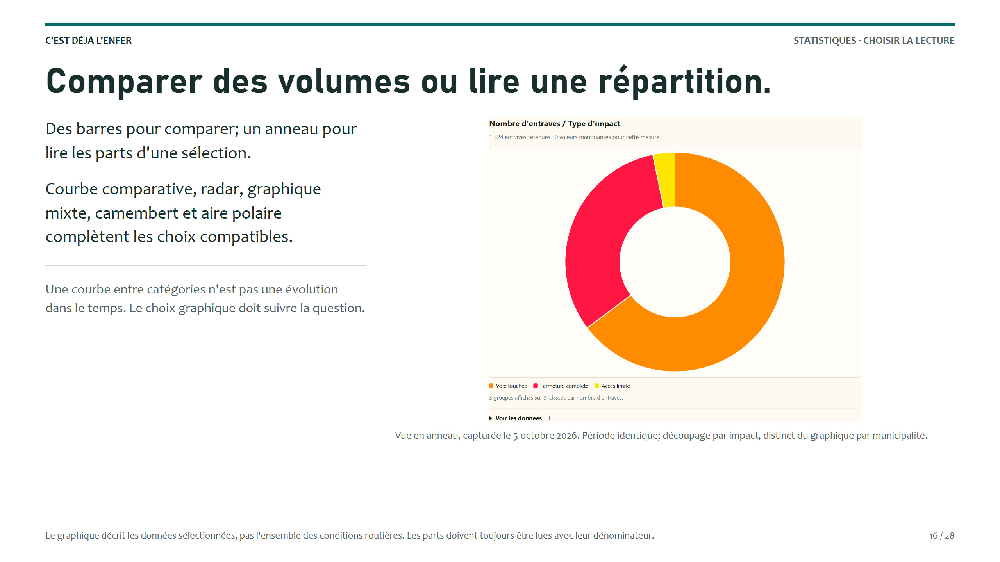 C'EST DÉJÀ L'ENFER
STATISTIQUES · CHOISIR LA LECTURE
Comparer des volumes ou lire une répartition.
Des barres pour comparer; un anneau pour
lire les parts d'une sélection.
Courbe comparative, radar, graphique
mixte, camembert et aire polaire
complètent les choix compatibles.
Une courbe entre catégories n'est pas une évolution
dans le temps. Le choix graphique doit suivre la question.
Nombre d'entraves / Type d'impact
1 324 entraves retenues · 0 valeurs manquantes pour cette mesure.
Voie touchée Fermeture complète Accès limité
3 groupes affichés sur 3, classés par nombre d'entraves.
▶ Voir les données 3
Vue en anneau, capturée le 5 octobre 2026. Période identique; découpage par impact, distinct du graphique par municipalité.
Le graphique décrit les données sélectionnées, pas l'ensemble des conditions routières. Les parts doivent toujours être lues avec leur dénominateur.
16 / 28